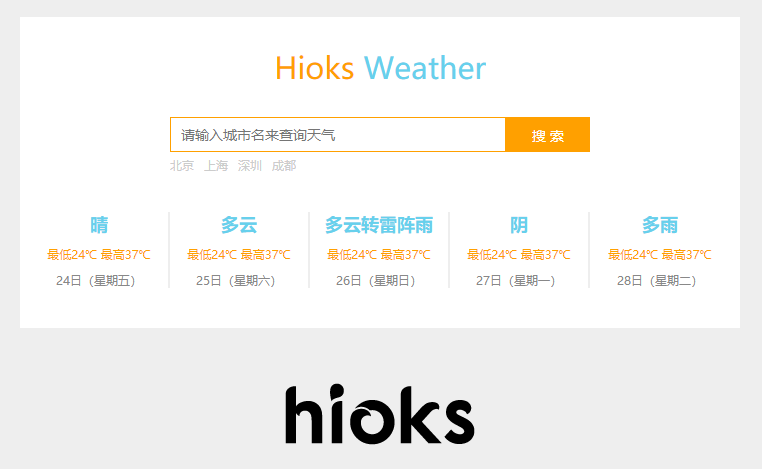 Hioks Weather
请输入城市名来查询天气 搜 索
北京 上海 深圳 成都
晴 多云 多云转雷阵雨 阴 多雨
最低24℃ 最高37℃ 最低24℃ 最高37℃ 最低24℃ 最高37℃ 最低24℃ 最高37℃ 最低24℃ 最高37℃
24日（星期五） 25日（星期六） 26日（星期日） 27日（星期一） 28日（星期二）
hioks